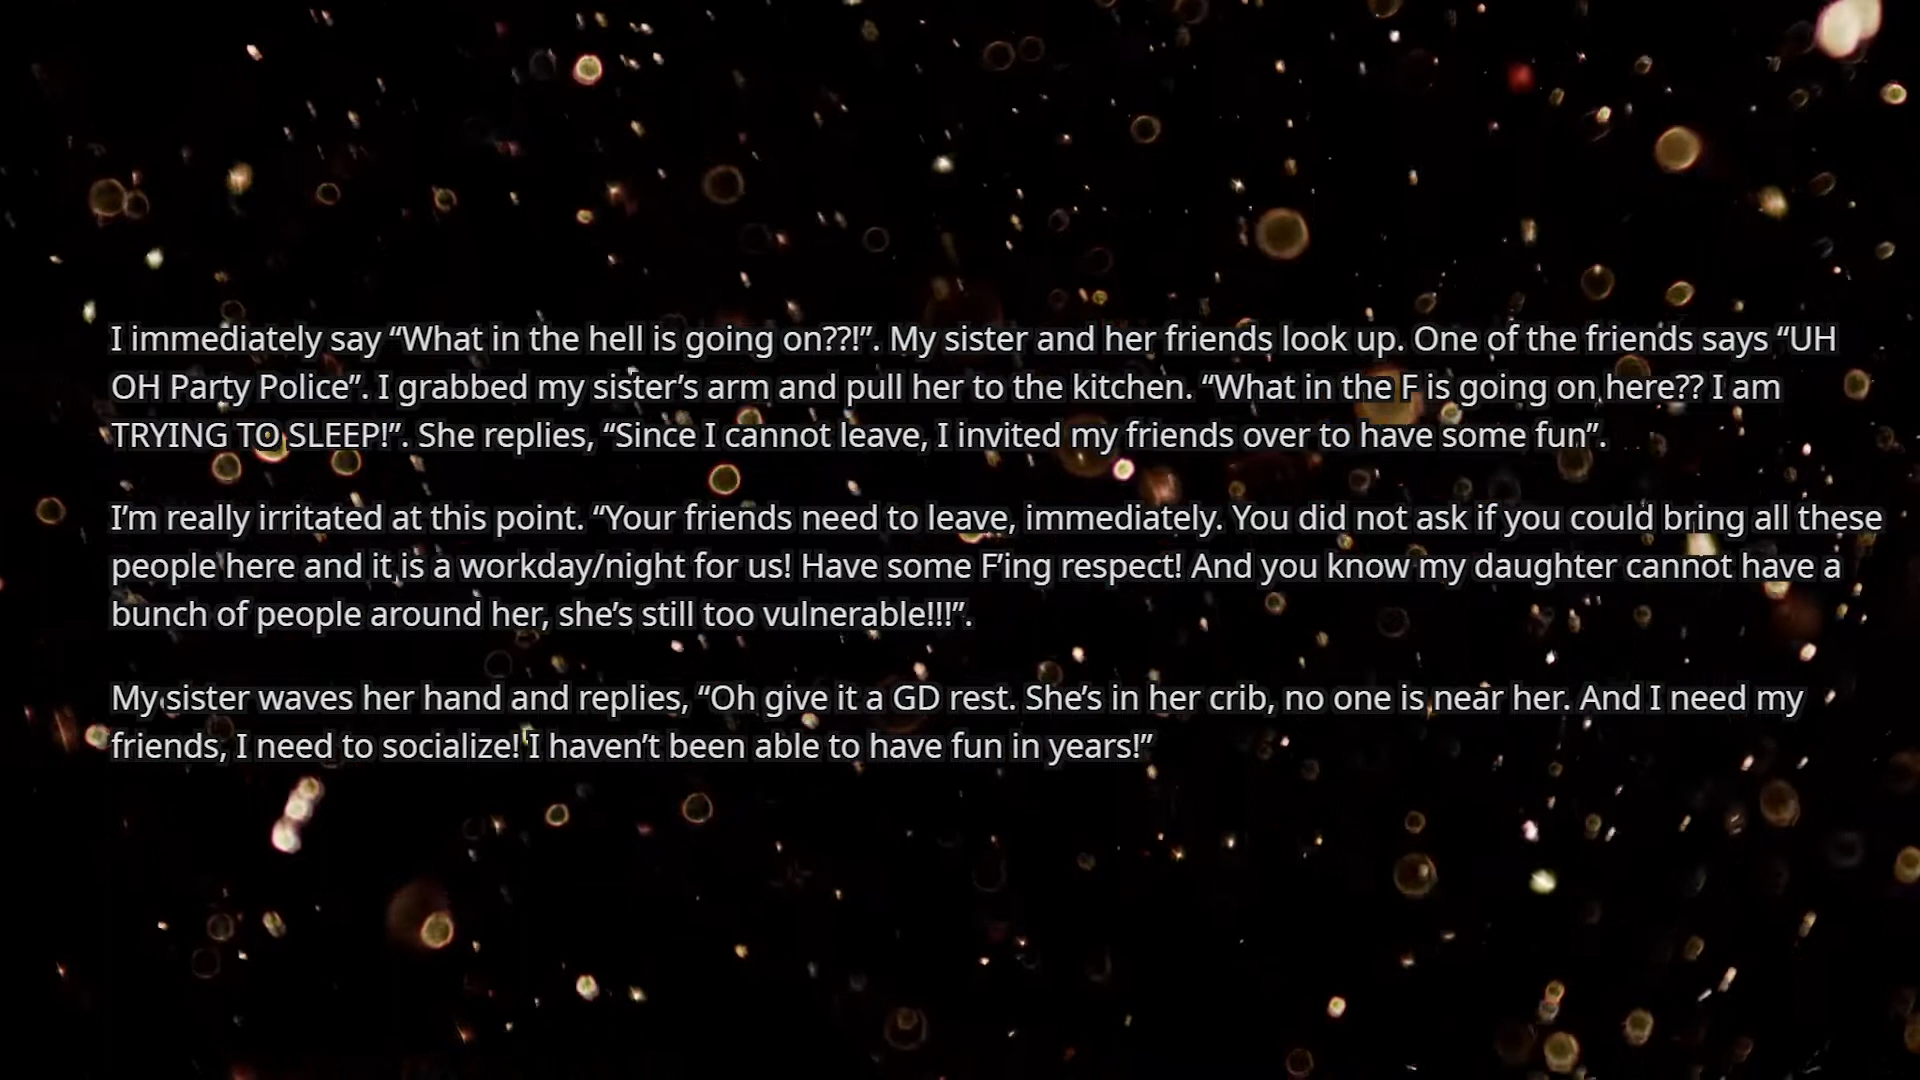 I immediately say “What in the hell is going on??!”. My sister and her friends look up. One of the friends says “UH
OH Party Police”. I grabbed my sister’s arm and pull her to the kitchen. “What in the F is going on here?? I am
TRYING TO SLEEP!”. She replies, “Since I cannot leave, I invited my friends over to have some fun”.
I’m really irritated at this point. “Your friends need to leave, immediately. You did not ask if you could bring all these
people here and it is a workday/night for us! Have some F’ing respect! And you know my daughter cannot have a
bunch of people around her, she’s still too vulnerable!!!”.
My sister waves her hand and replies, “Oh give it a GD rest. She’s in her crib, no one is near her. And I need my
friends, I need to socialize! I haven’t been able to have fun in years!”